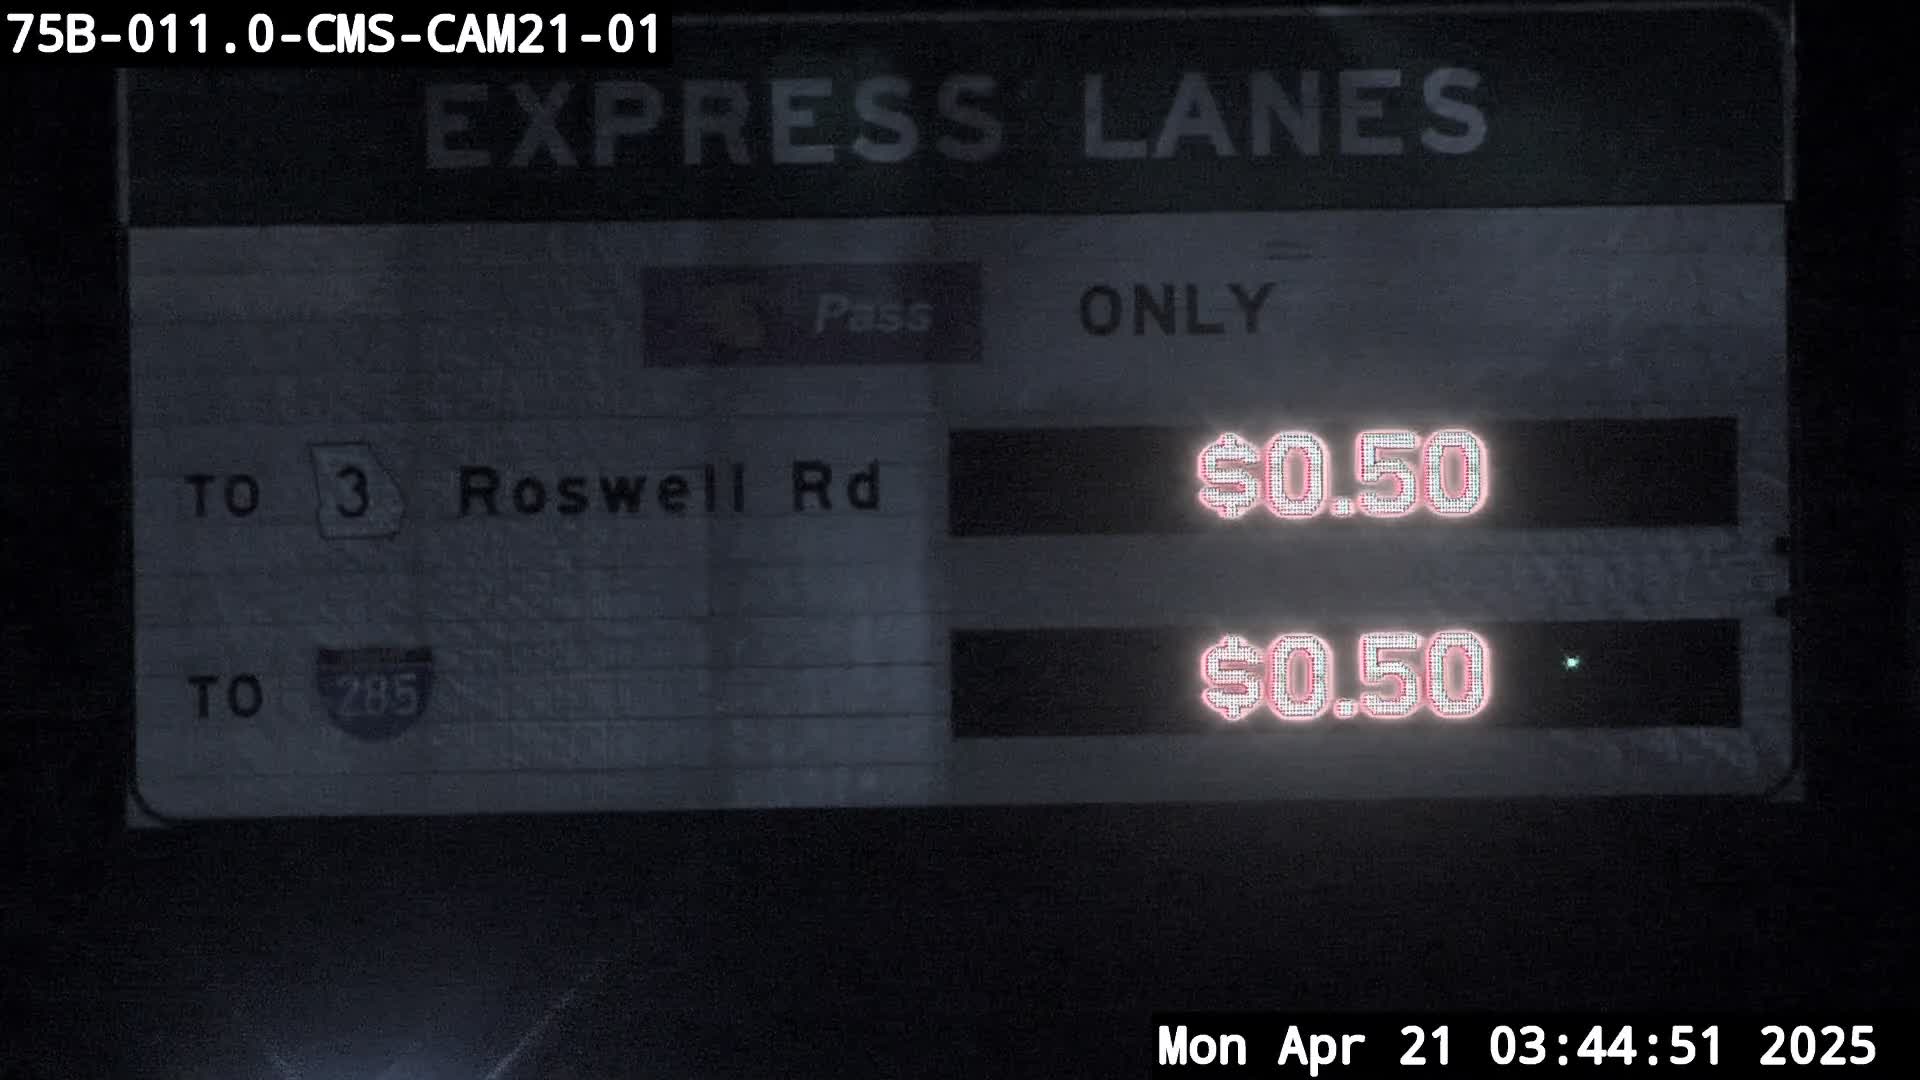 75B-011.0-CMS-CAM21-01
EXPRESS LANES
Pass ONLY
TO 3 Roswell Rd $0.50
TO 285 $0.50
Mon Apr 21 03:44:51 2025